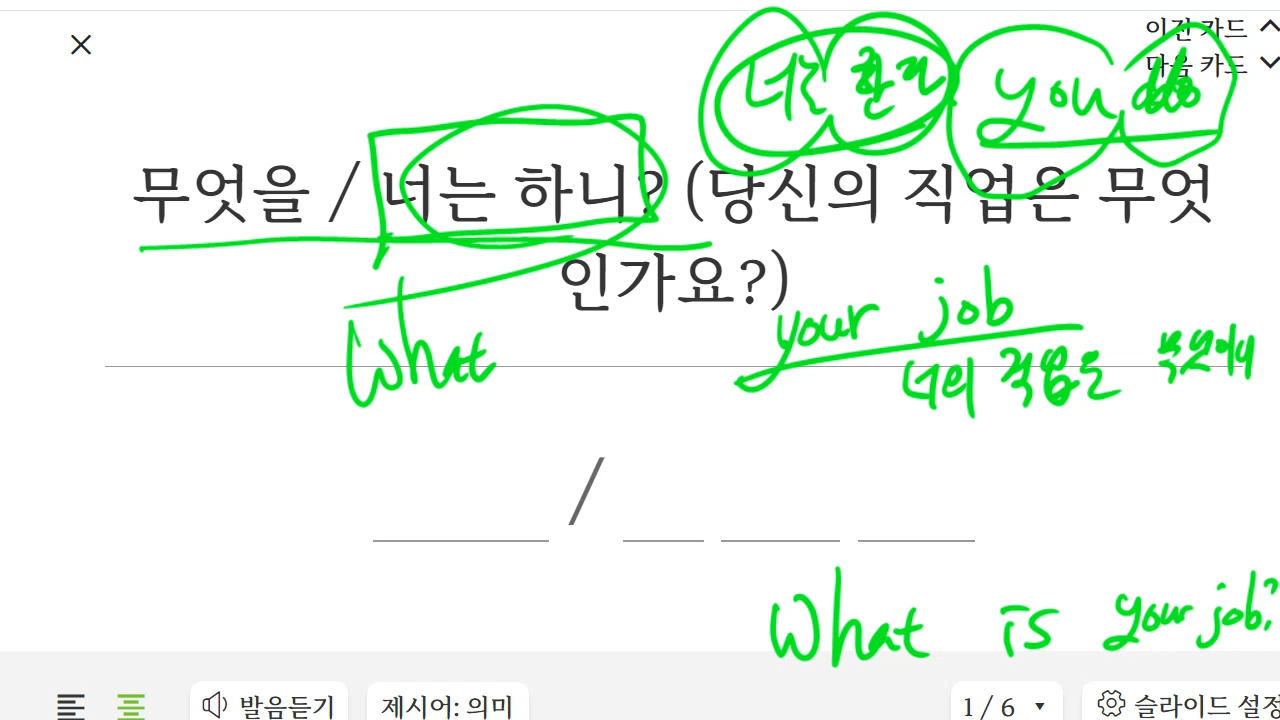 이전 카드
다음 카드
너는 한다 you do
무엇을 / 너는 하니? (당신의 직업은 무엇
인가요?)
What
your job
너의 직업은 무엇이니
/
What is your job?
발음듣기
제시어: 의미
1 / 6
슬라이드 설정